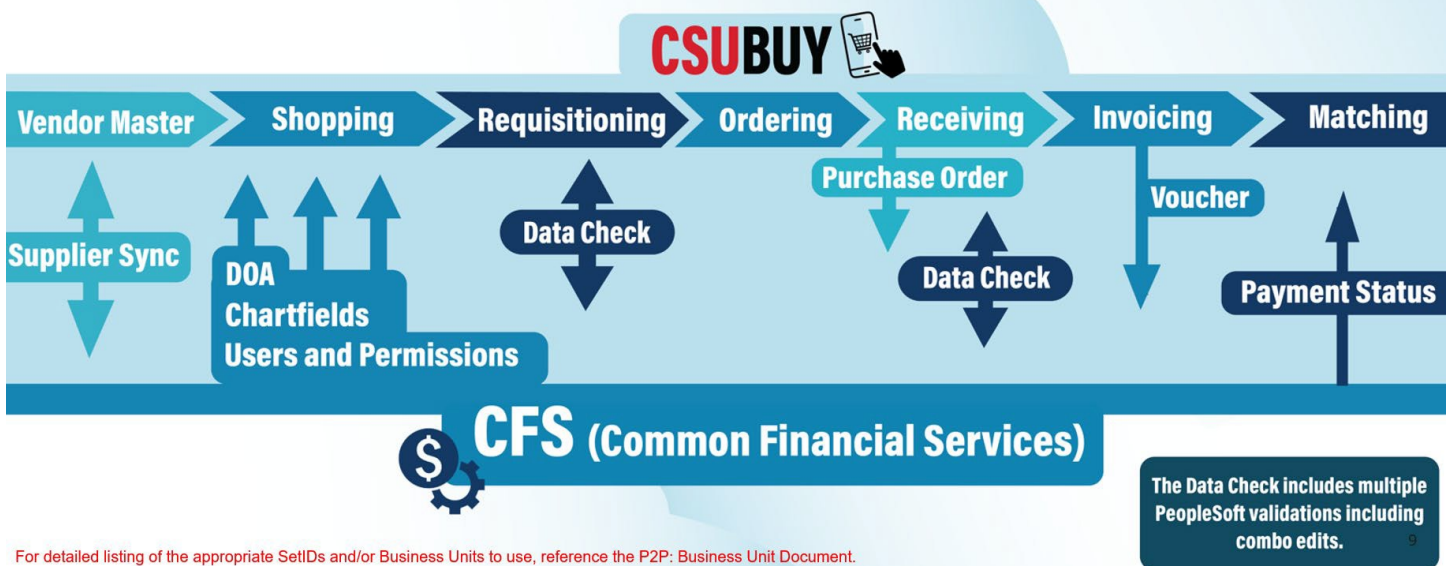 CSUBUY
Vendor Master
Shopping
Requisitioning
Ordering
Receiving
Invoicing
Matching
Supplier Sync
DOA
Chartfields
Users and Permissions
Data Check
Purchase Order
Data Check
Voucher
Payment Status
CFS (Common Financial Services)
$
The Data Check includes multiple
PeopleSoft validations including
combo edits.
9
For detailed listing of the appropriate SetIDs and/or Business Units to use, reference the P2P: Business Unit Document.